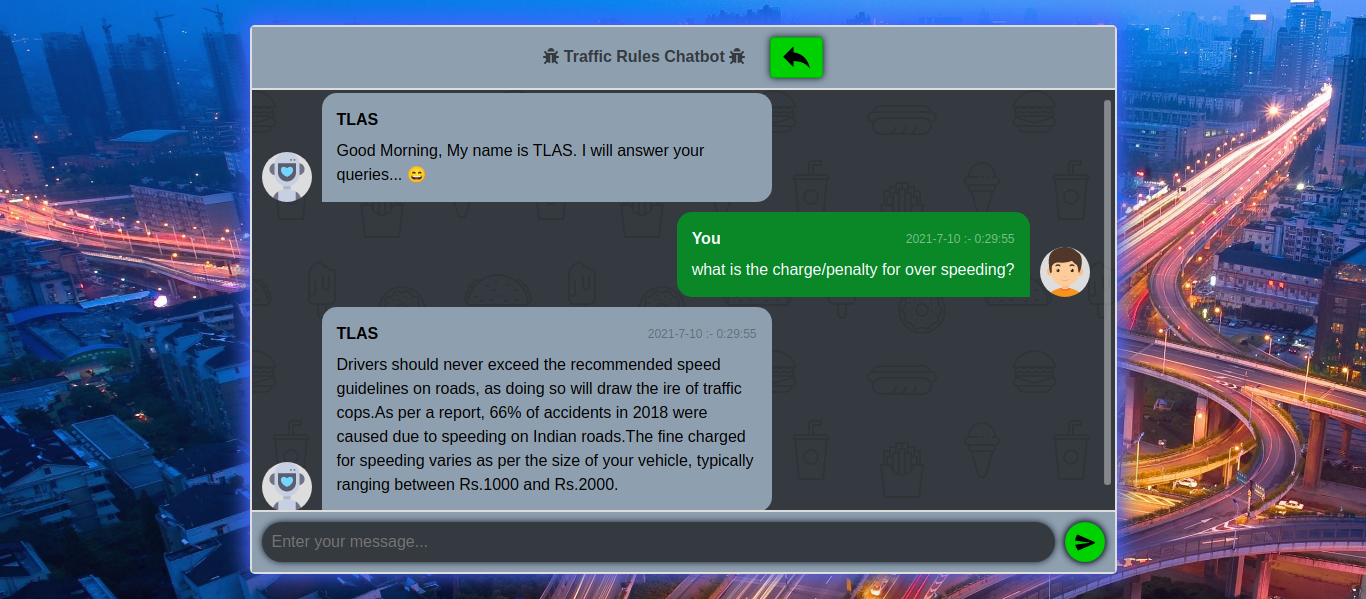 Traffic Rules Chatbot
TLAS
Good Morning, My name is TLAS. I will answer your
queries... 😄
You 2021-7-10 :- 0:29:55
what is the charge/penalty for over speeding?
TLAS 2021-7-10 :- 0:29:55
Drivers should never exceed the recommended speed
guidelines on roads, as doing so will draw the ire of traffic
cops.As per a report, 66% of accidents in 2018 were
caused due to speeding on Indian roads.The fine charged
for speeding varies as per the size of your vehicle, typically
ranging between Rs.1000 and Rs.2000.
Enter your message...